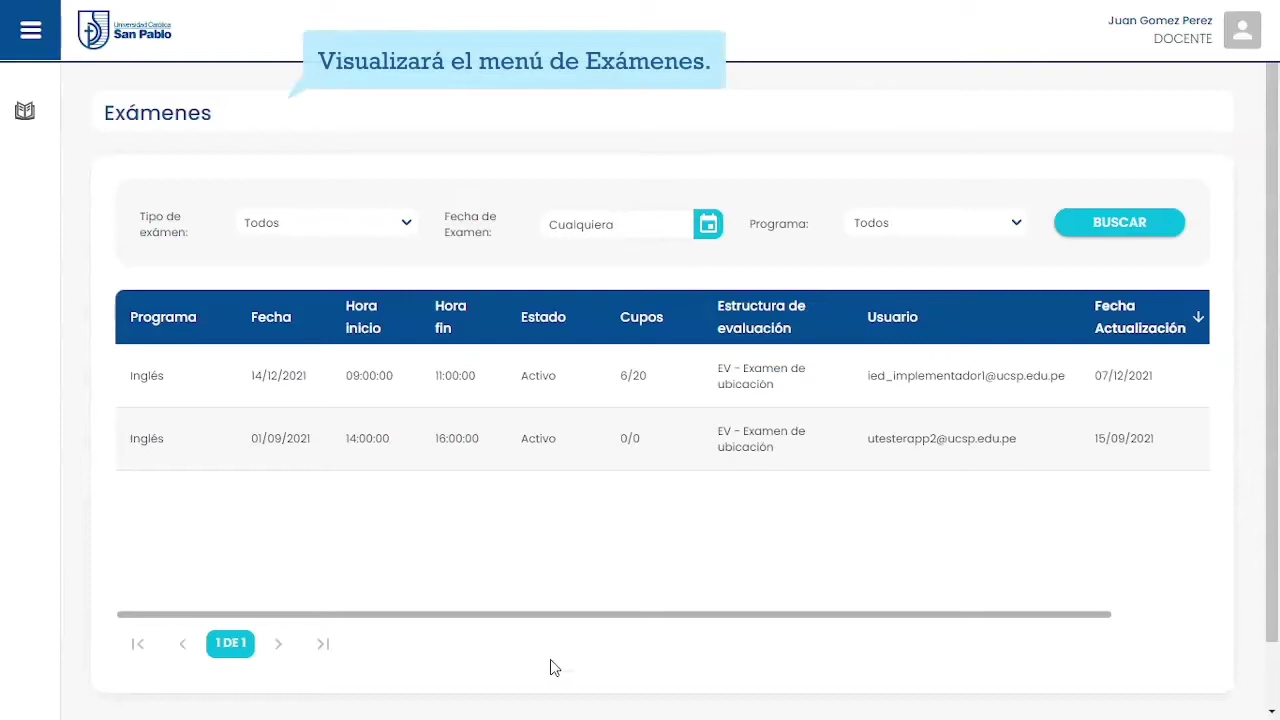 Universidad Católica
San Pablo
Juan Gomez Perez
DOCENTE
Visualizará el menú de Exámenes.
Exámenes
Tipo de
exámen:
Todos
Fecha de
Examen:
Cualquiera
Programa:
Todos
BUSCAR
Programa
Fecha
Hora
inicio
Hora
fin
Estado
Cupos
Estructura de
evaluación
Usuario
Fecha
Actualización
Inglés
14/12/2021
09:00:00
11:00:00
Activo
6/20
EV - Examen de
ubicación
ied_implementador1@ucsp.edu.pe
07/12/2021
Inglés
01/09/2021
14:00:00
16:00:00
Activo
0/0
EV - Examen de
ubicación
utesterapp2@ucsp.edu.pe
15/09/2021
1 DE 1